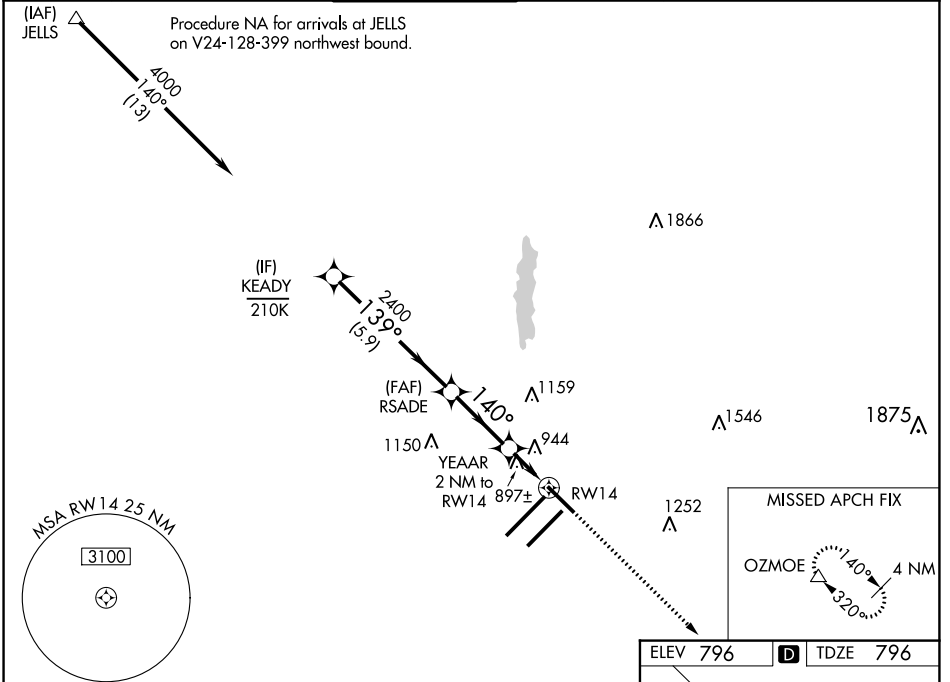 (IAF)
JELLS
Procedure NA for arrivals at JELLS
on V24-128-399 northwest bound.
4000
140°
(13)
1866
(IF)
KEADY
210K
2400
139°
(5.9)
(FAF)
RSADE
140°
1159
1546
1875
1150
944
YEAAR
2 NM to
RW14
897±
RW14
1252
MISSED APCH FIX
OZMOE
140°
4 NM
320°
MSA RW14 25 NM
3100
ELEV 796 D TDZE 796